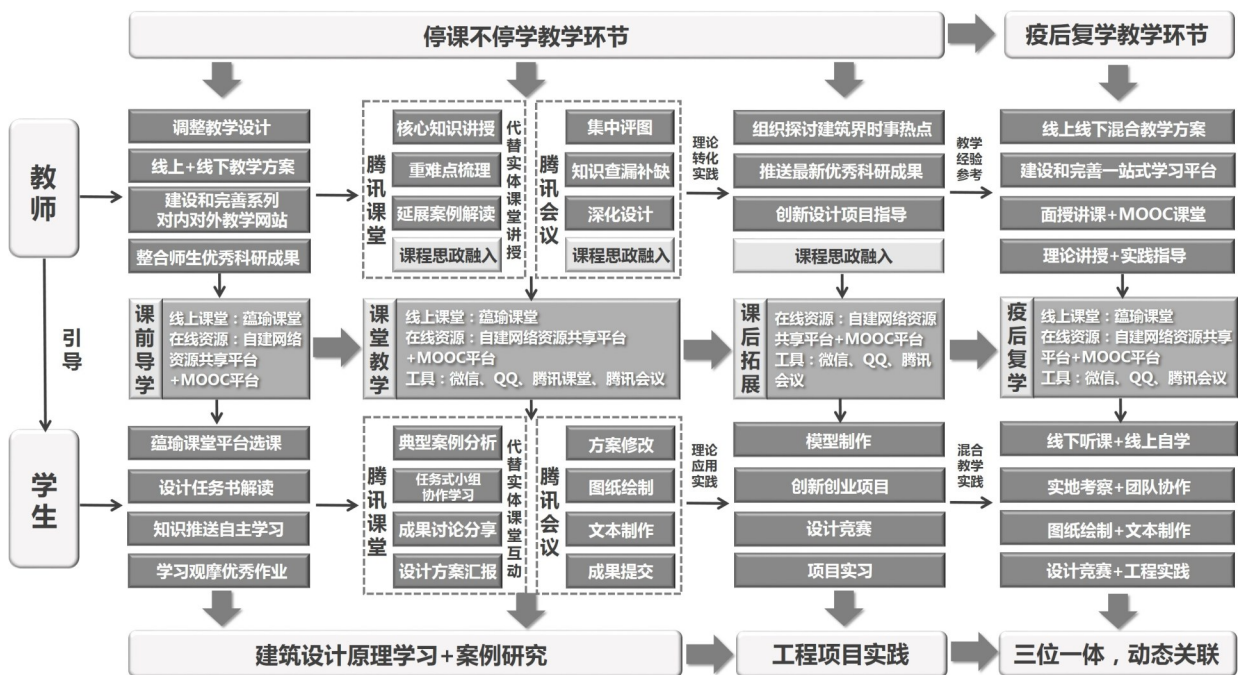 停课不停学教学环节
疫后复学教学环节
教师
引导
学生
调整教学设计
线上+线下教学方案
建设和完善系列
对内对外教学网站
整合师生优秀科研成果
腾讯课堂
核心知识讲授
重难点梳理
延展案例解读
课程思政融入
代替实体课堂讲授
腾讯会议
集中评图
知识查漏补缺
深化设计
课程思政融入
理论
转化
实践
组织探讨建筑界时事热点
推送最新优秀科研成果
创新设计项目指导
课程思政融入
教学
经验
参考
线上线下混合教学方案
建设和完善一站式学习平台
面授讲课+MOOC课堂
理论讲授+实践指导
课前导学
线上课堂：蕴瑜课堂
在线资源：自建网络
资源共享平台
+MOOC平台
课堂教学
线上课堂：蕴瑜课堂
在线资源：自建网络资源共享平台
+MOOC平台
工具：微信、QQ、腾讯课堂、腾讯会议
课后拓展
在线资源：自建网络资源
共享平台+MOOC平台
工具：微信、QQ、腾讯
会议
疫后复学
线上课堂：蕴瑜课堂
在线资源：自建网络资源共享
平台+MOOC平台
工具：微信、QQ、腾讯会议
蕴瑜课堂平台选课
设计任务书解读
知识推送自主学习
学习观摩优秀作业
腾讯课堂
典型案例分析
任务式小组
协作学习
成果讨论分享
设计方案汇报
代替实体课堂互动
腾讯会议
方案修改
图纸绘制
文本制作
成果提交
理论
应用
实践
模型制作
创新创业项目
设计竞赛
项目实习
混合
教学
实践
线下听课+线上自学
实地考察+团队协作
图纸绘制+文本制作
设计竞赛+工程实践
建筑设计原理学习+案例研究
工程项目实践
三位一体，动态关联